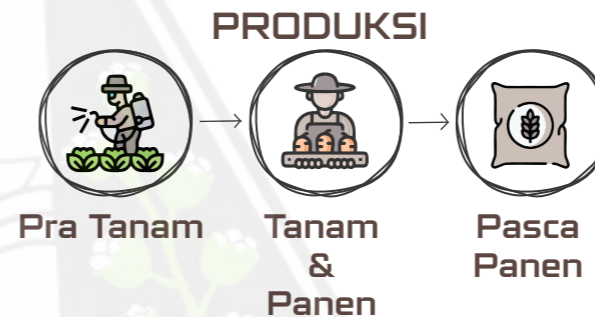 PRODUKSI
Pra Tanam
Tanam
&
Panen
Pasca
Panen